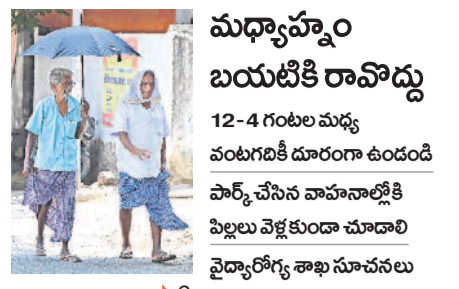 మధ్యాహ్నం
బయటికి రావొద్దు
12-4 గంటల మధ్య
వంటగదికీ దూరంగా ఉండండి
పార్క్‌చేసిన వాహనాల్లోకి
పిల్లలు వెళ్లకుండా చూడాలి
వైద్యారోగ్య శాఖ సూచనలు